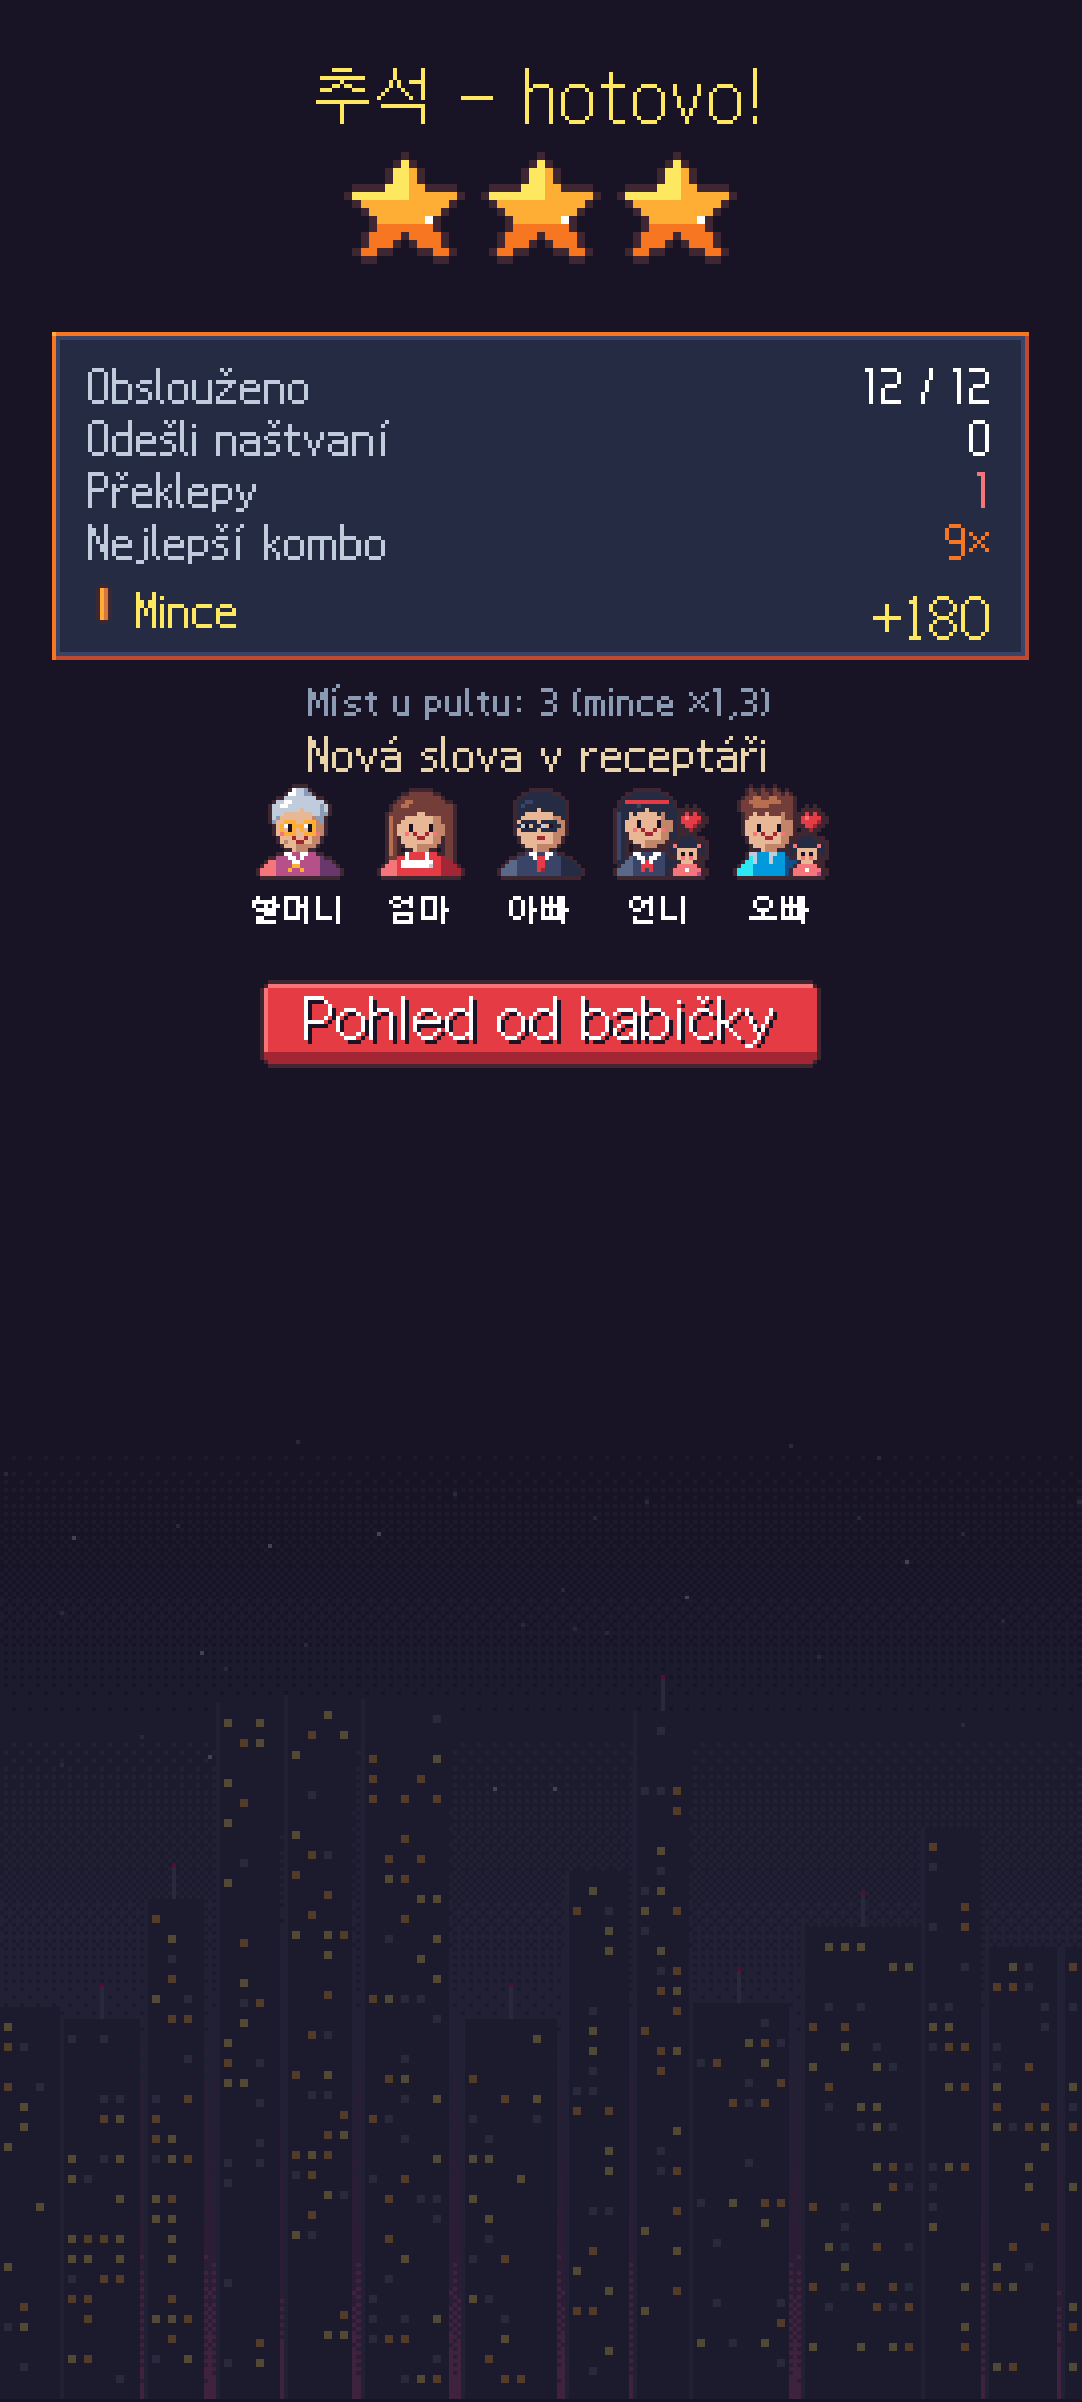 추석 – hotovo!
Obslouženo 12 / 12
Odešli naštvaní 0
Překlepy 1
Nejlepší kombo 9×
Mince +180
Míst u pultu: 3 (mince ×1,3)
Nová slova v receptáři
할머니 엄마 아빠 언니 오빠
Pohled od babičky